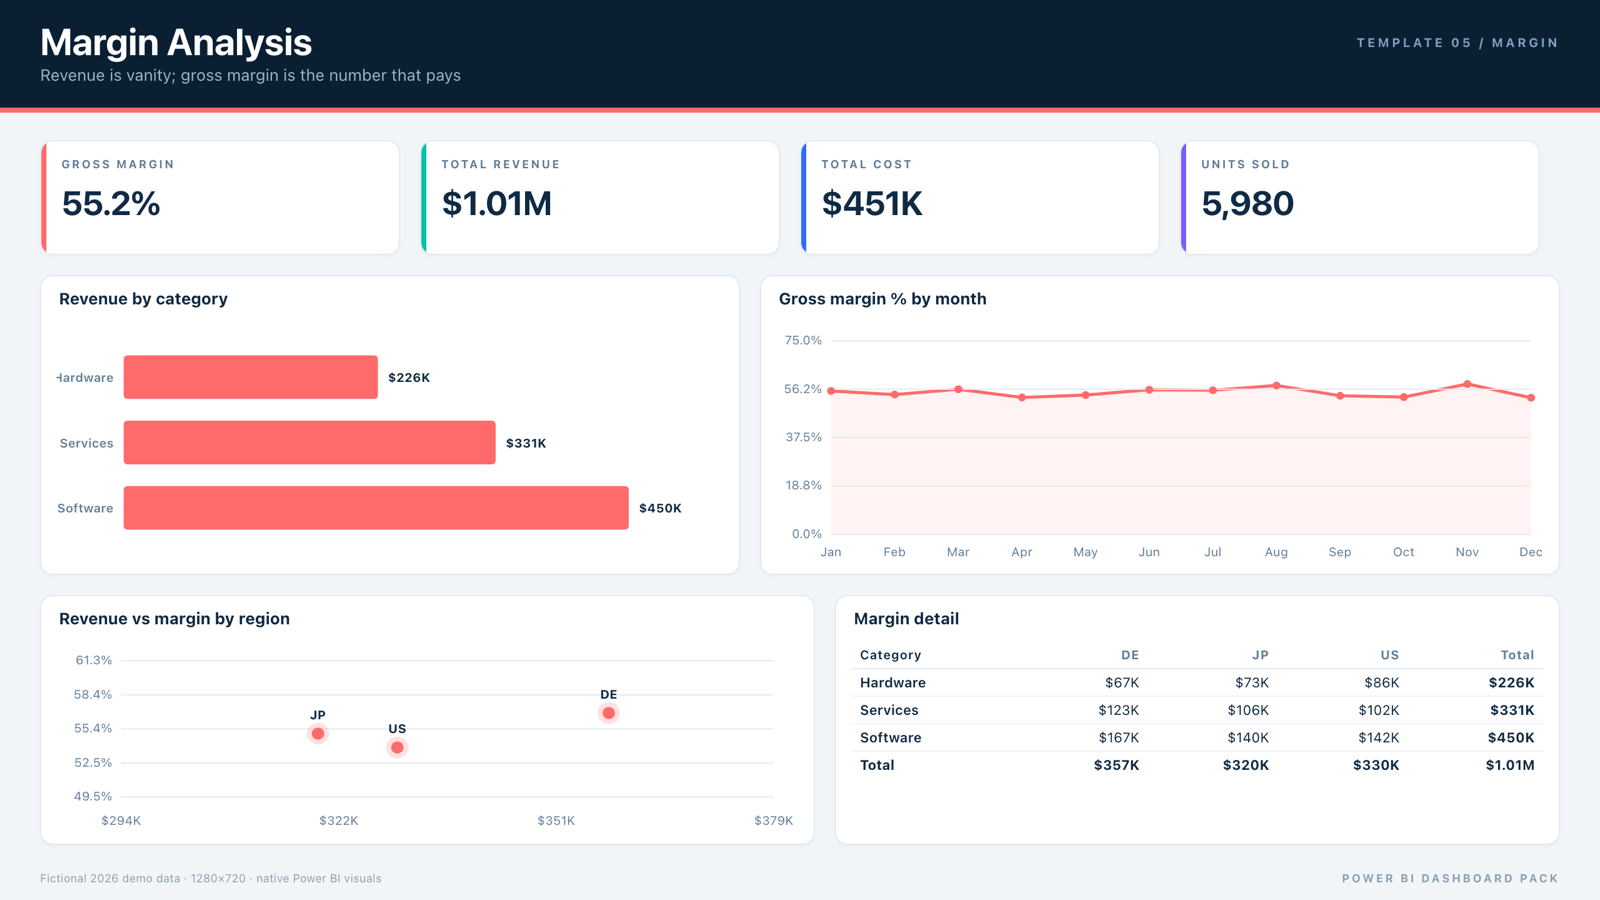 Margin Analysis
Revenue is vanity; gross margin is the number that pays
TEMPLATE 05 / MARGIN
GROSS MARGIN
55.2%
TOTAL REVENUE
$1.01M
TOTAL COST
$451K
UNITS SOLD
5,980
Revenue by category
Hardware $226K
Services $331K
Software $450K
Gross margin % by month
75.0%
56.2%
37.5%
18.8%
0.0%
Jan Feb Mar Apr May Jun Jul Aug Sep Oct Nov Dec
Revenue vs margin by region
61.3%
58.4%
55.4%
52.5%
49.5%
DE
JP
US
$294K $322K $351K $379K
Margin detail
Category DE JP US Total
Hardware $67K $73K $86K $226K
Services $123K $106K $102K $331K
Software $167K $140K $142K $450K
Total $357K $320K $330K $1.01M
Fictional 2026 demo data · 1280×720 · native Power BI visuals
POWER BI DASHBOARD PACK